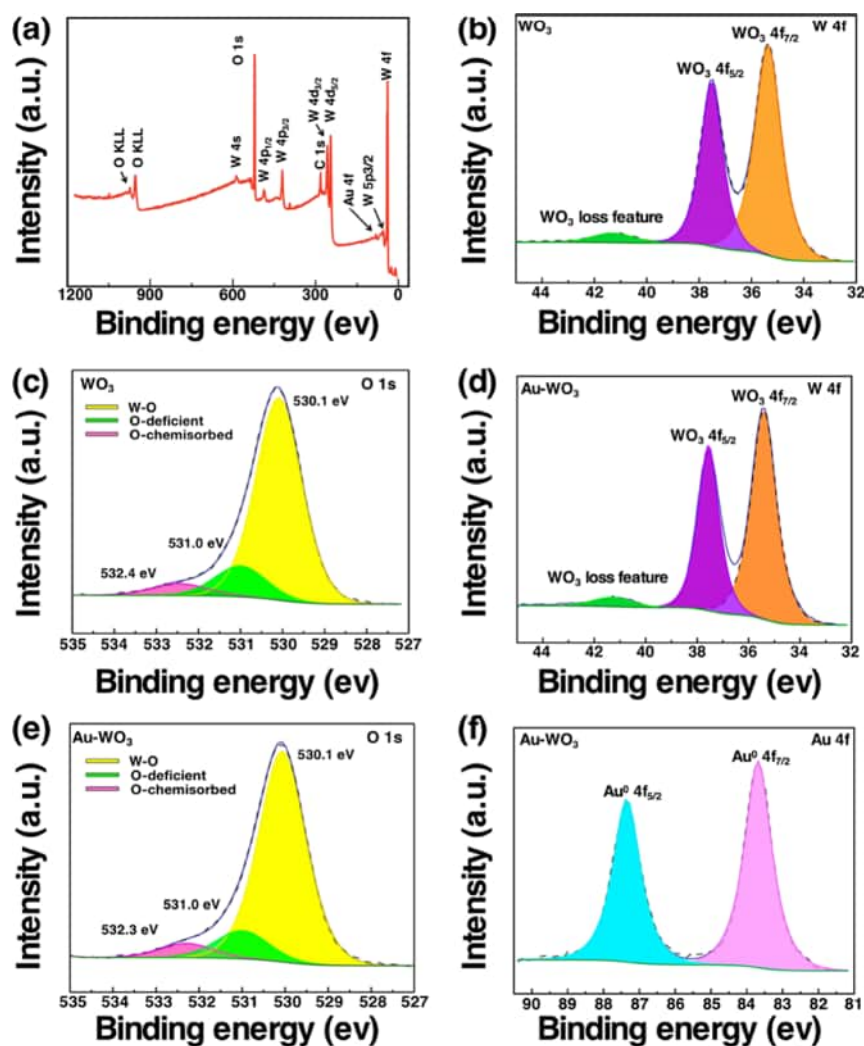 (a)
Intensity (a.u.)
O KLL
O KLL
W 4s
O 1s
W 4p1/2
W 4p3/2
C 1s
W 4d3/2
W 4d5/2
Au 4f
W 5p3/2
W 4f
1200 900 600 300 0
Binding energy (ev)
(b)
WO3 W 4f
WO3 4f7/2
WO3 4f5/2
WO3 loss feature
Intensity (a.u.)
44 42 40 38 36 34 32
Binding energy (ev)
(c)
WO3 O 1s
W-O
O-deficient
O-chemisorbed
530.1 eV
531.0 eV
532.4 eV
Intensity (a.u.)
535 534 533 532 531 530 529 528 527
Binding energy (ev)
(d)
Au-WO3 W 4f
WO3 4f7/2
WO3 4f5/2
WO3 loss feature
Intensity (a.u.)
44 42 40 38 36 34 32
Binding energy (ev)
(e)
Au-WO3 O 1s
W-O
O-deficient
O-chemisorbed
530.1 eV
531.0 eV
532.3 eV
Intensity (a.u.)
535 534 533 532 531 530 529 528 527
Binding energy (ev)
(f)
Au-WO3 Au 4f
Au⁰ 4f7/2
Au⁰ 4f5/2
Intensity (a.u.)
90 89 88 87 86 85 84 83 82 81
Binding energy (ev)